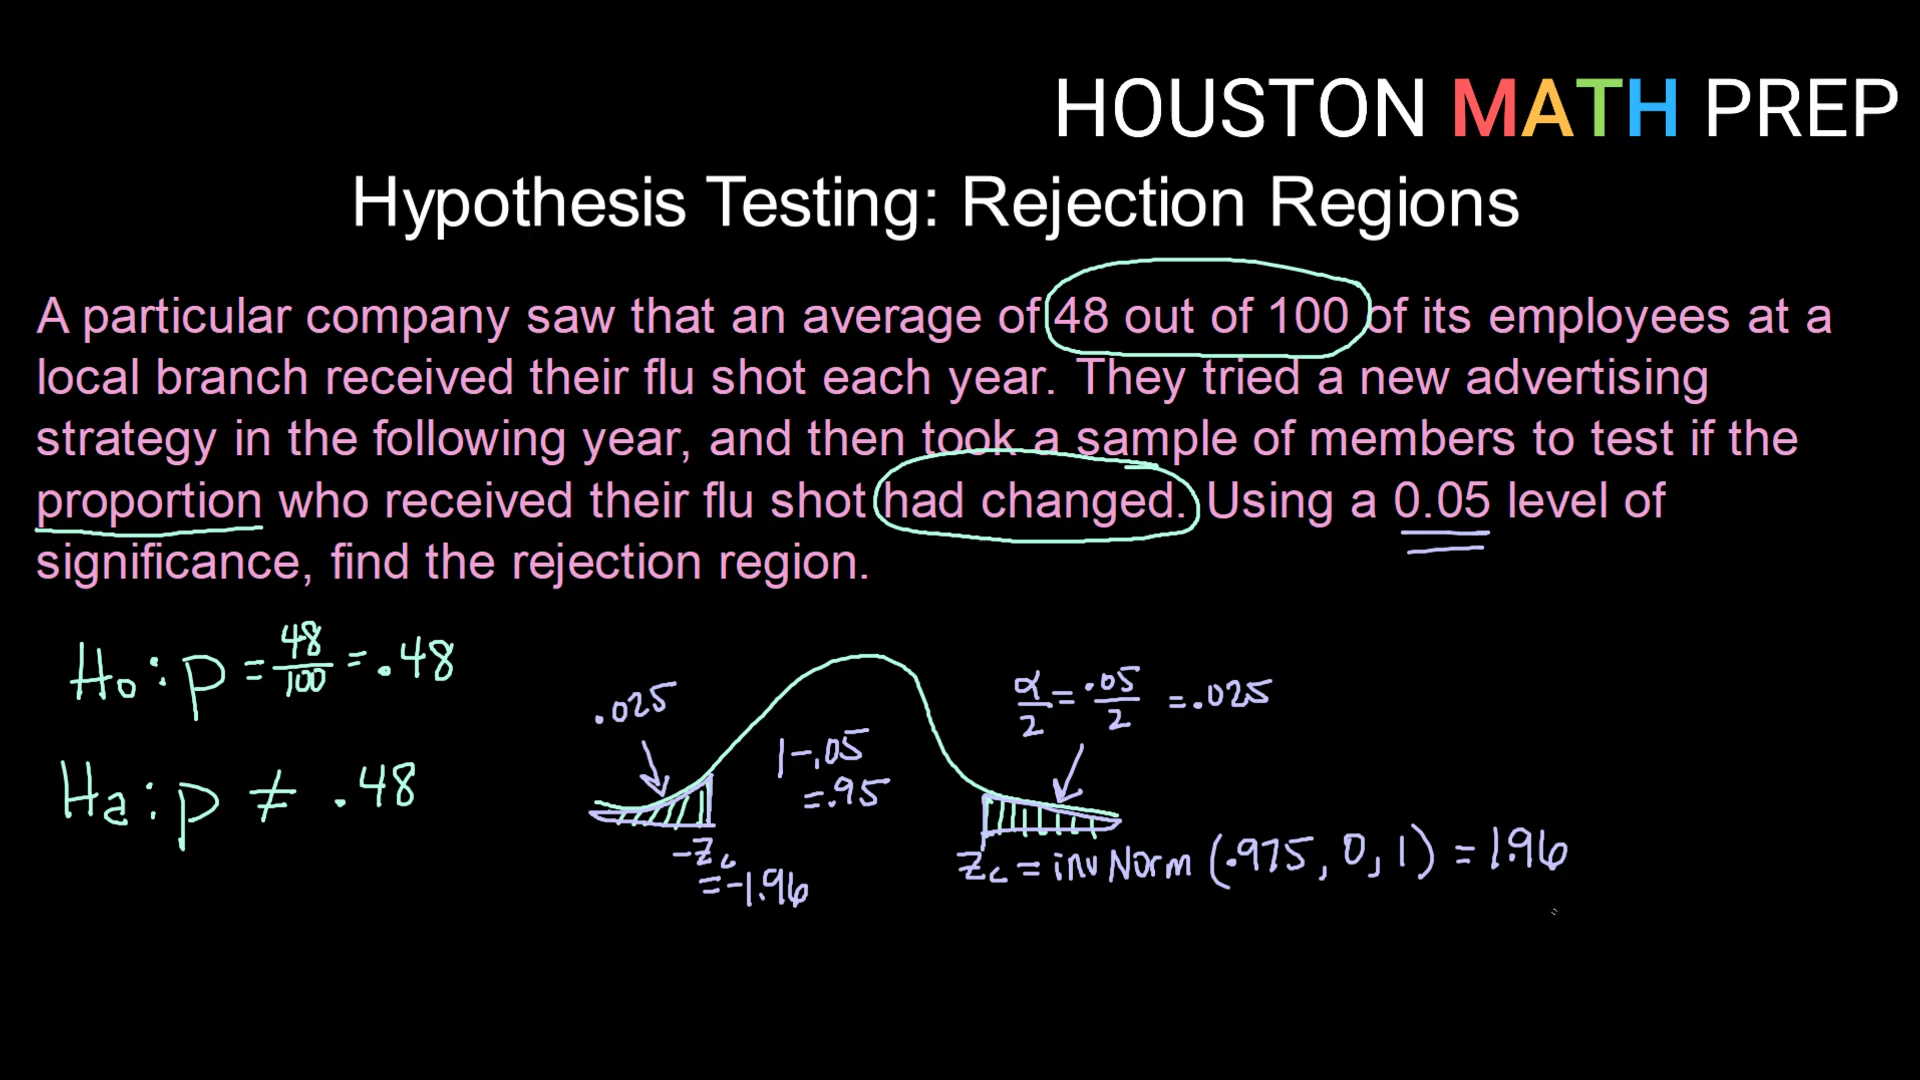 HOUSTON MATH PREP
Hypothesis Testing: Rejection Regions
A particular company saw that an average of 48 out of 100 of its employees at a
local branch received their flu shot each year. They tried a new advertising
strategy in the following year, and then took a sample of members to test if the
proportion who received their flu shot had changed. Using a 0.05 level of
significance, find the rejection region.
H₀: p = 48/100 = .48
Hₐ: p ≠ .48
.025
1-.05
=.95
α/2 = .05/2 = .025
-Z꜀
=-1.96
Z꜀ = invNorm (.975, 0, 1) = 1.96